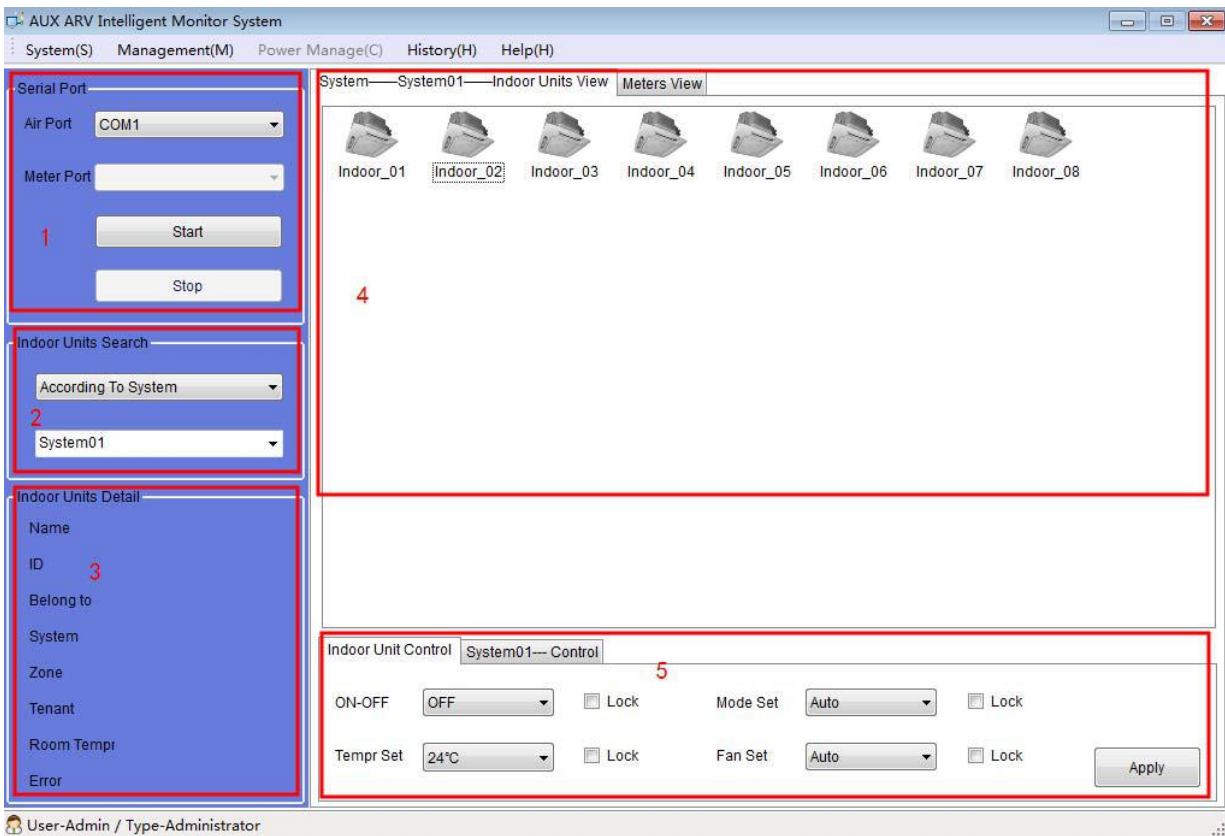 AUX ARV Intelligent Monitor System
System(S) Management(M) Power Manage(C) History(H) Help(H)
Serial Port
Air Port COM1
Meter Port
1 Start
Stop
Indoor Units Search
According To System
2
System01
Indoor Units Detail
Name
ID
3
Belong to
System
Zone
Tenant
Room Tempr
Error
System——System01——Indoor Units View Meters View
Indoor_01 Indoor_02 Indoor_03 Indoor_04 Indoor_05 Indoor_06 Indoor_07 Indoor_08
4
Indoor Unit Control System01--- Control
5
ON-OFF OFF Lock Mode Set Auto Lock
Tempr Set 24℃ Lock Fan Set Auto Lock
Apply
User-Admin / Type-Administrator